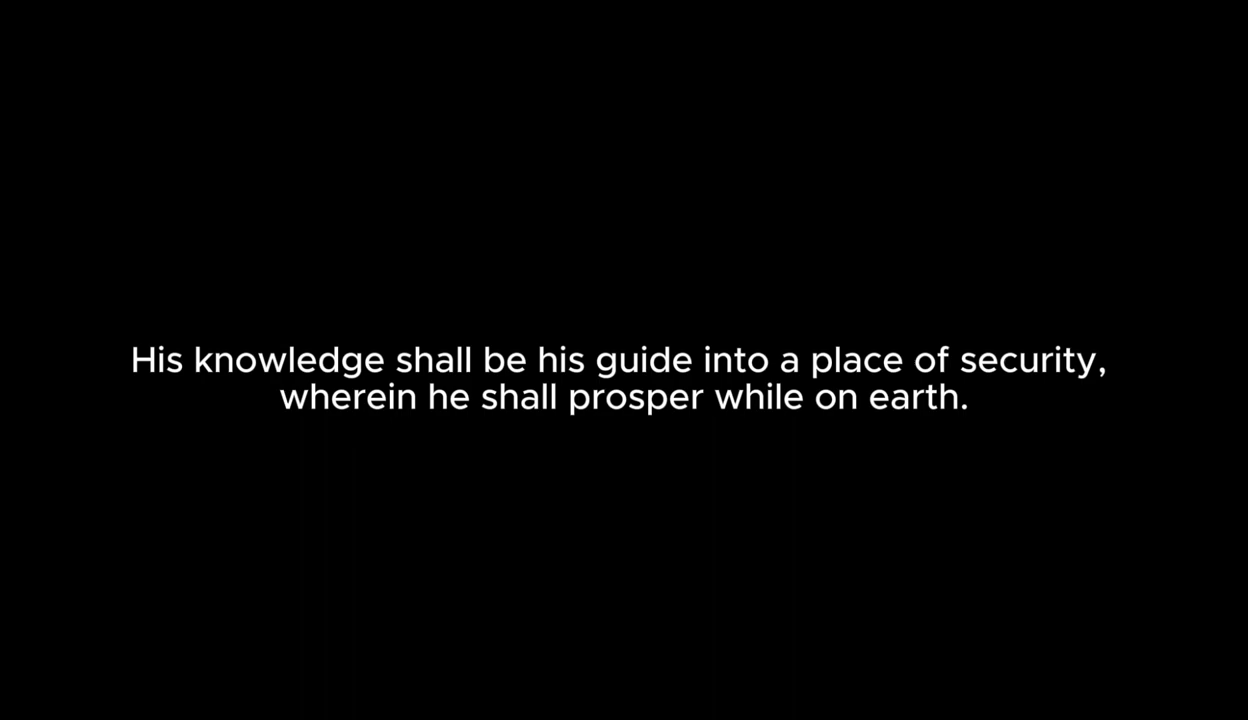 His knowledge shall be his guide into a place of security,
wherein he shall prosper while on earth.